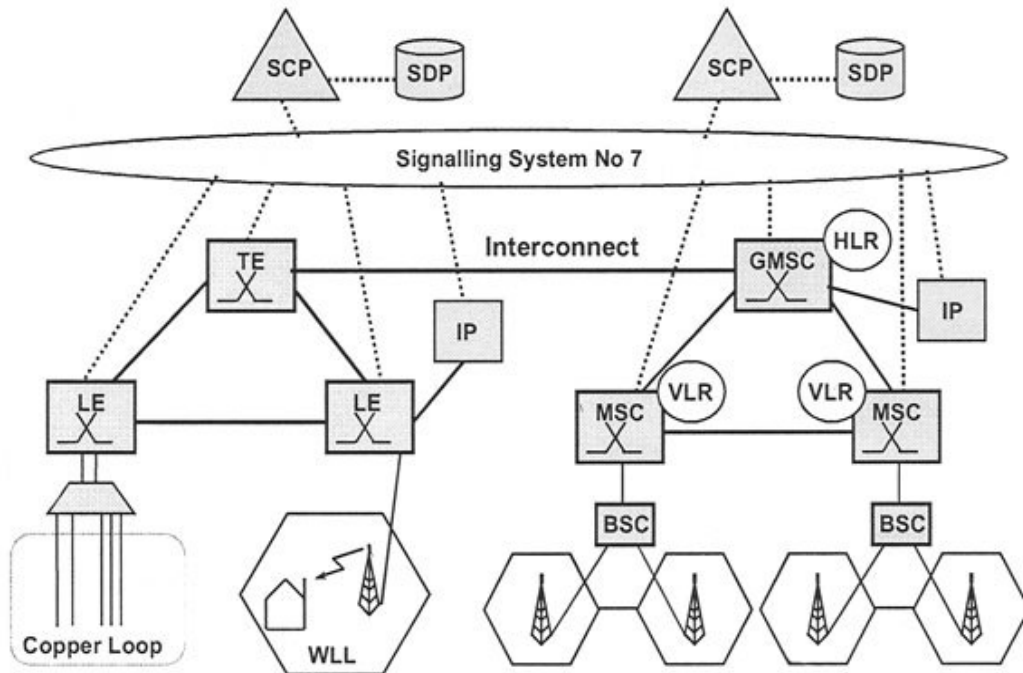 SCP
SDP
SCP
SDP
Signalling System No 7
TE
Interconnect
GMSC
HLR
IP
IP
LE
LE
MSC
VLR
VLR
MSC
BSC
BSC
Copper Loop
WLL